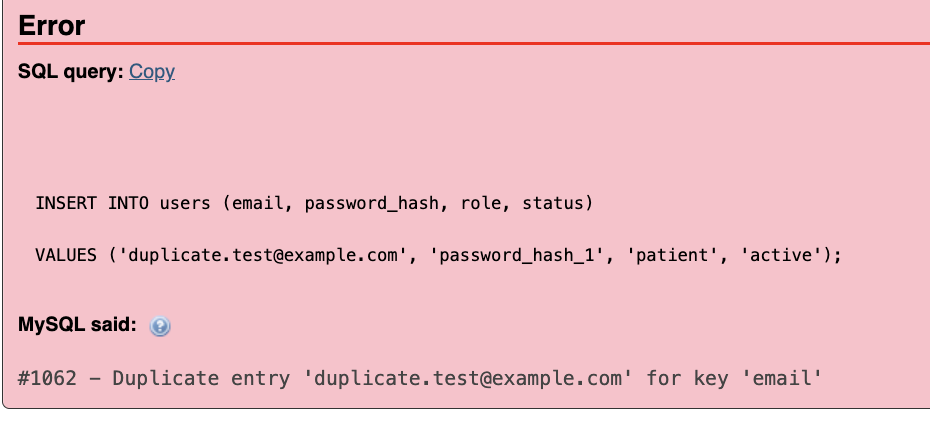 Error
SQL query: Copy
INSERT INTO users (email, password_hash, role, status)
VALUES ('duplicate.test@example.com', 'password_hash_1', 'patient', 'active');
MySQL said:
#1062 - Duplicate entry 'duplicate.test@example.com' for key 'email'